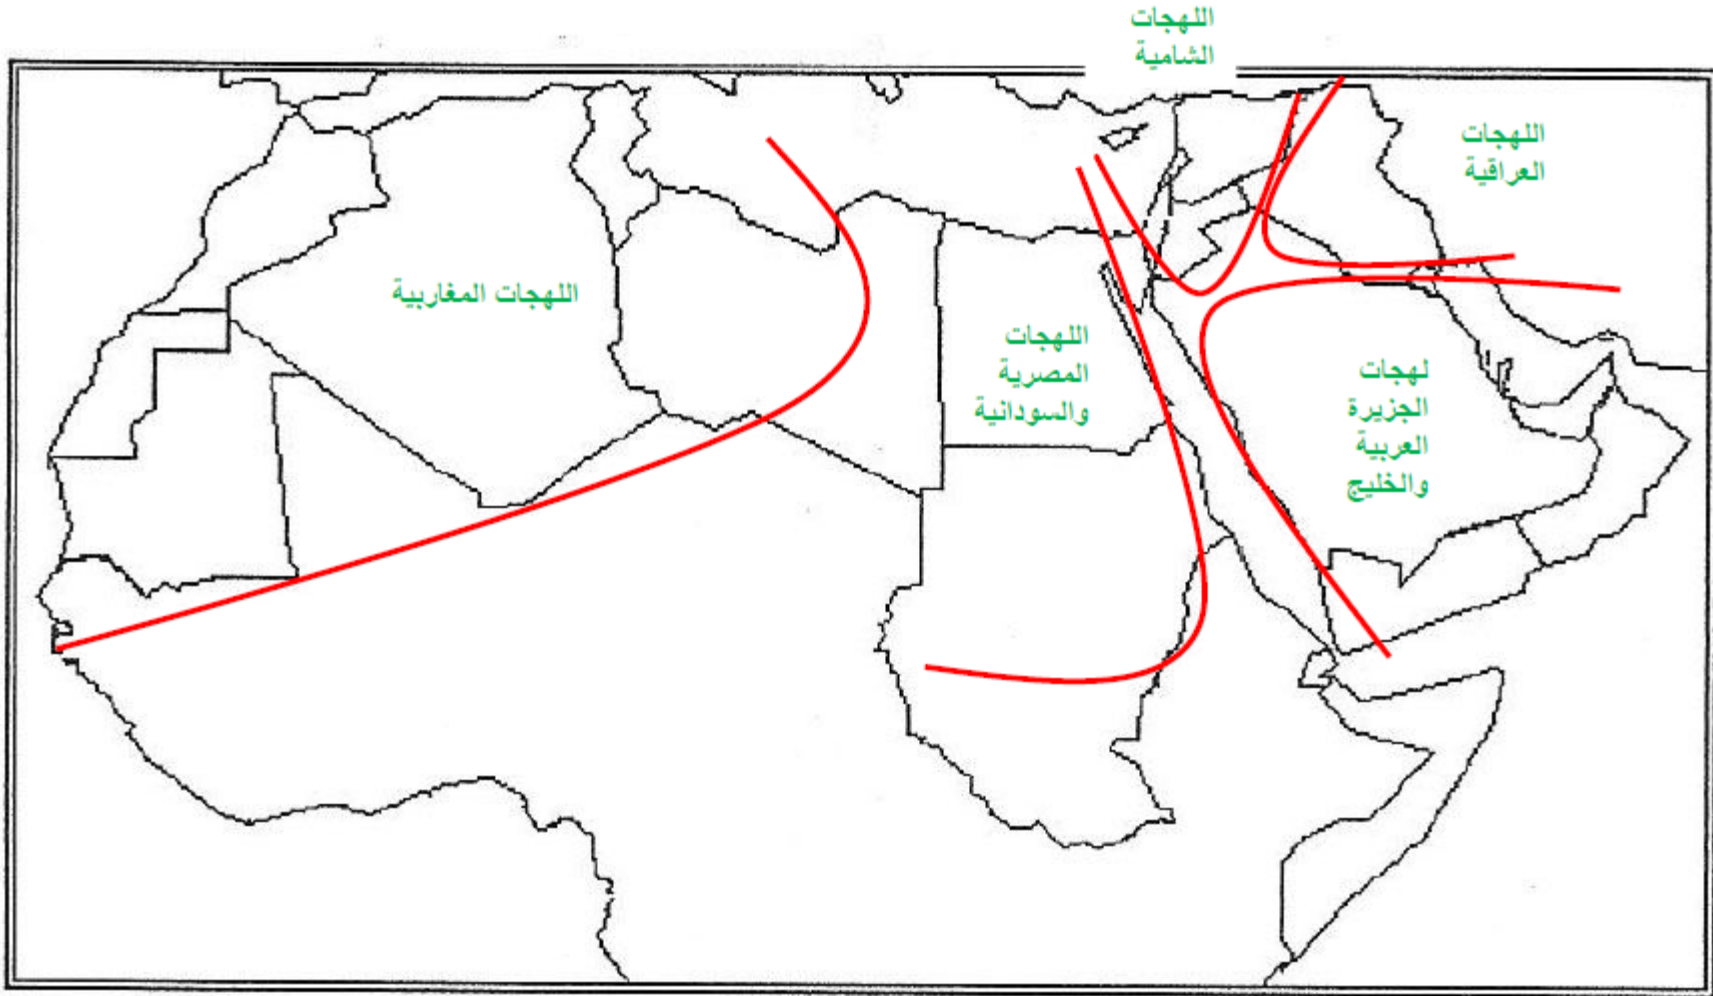 اللهجات
الشامية
اللهجات
العراقية
اللهجات المغاربية
اللهجات
المصرية
والسودانية
لهجات
الجزيرة
العربية
والخليج